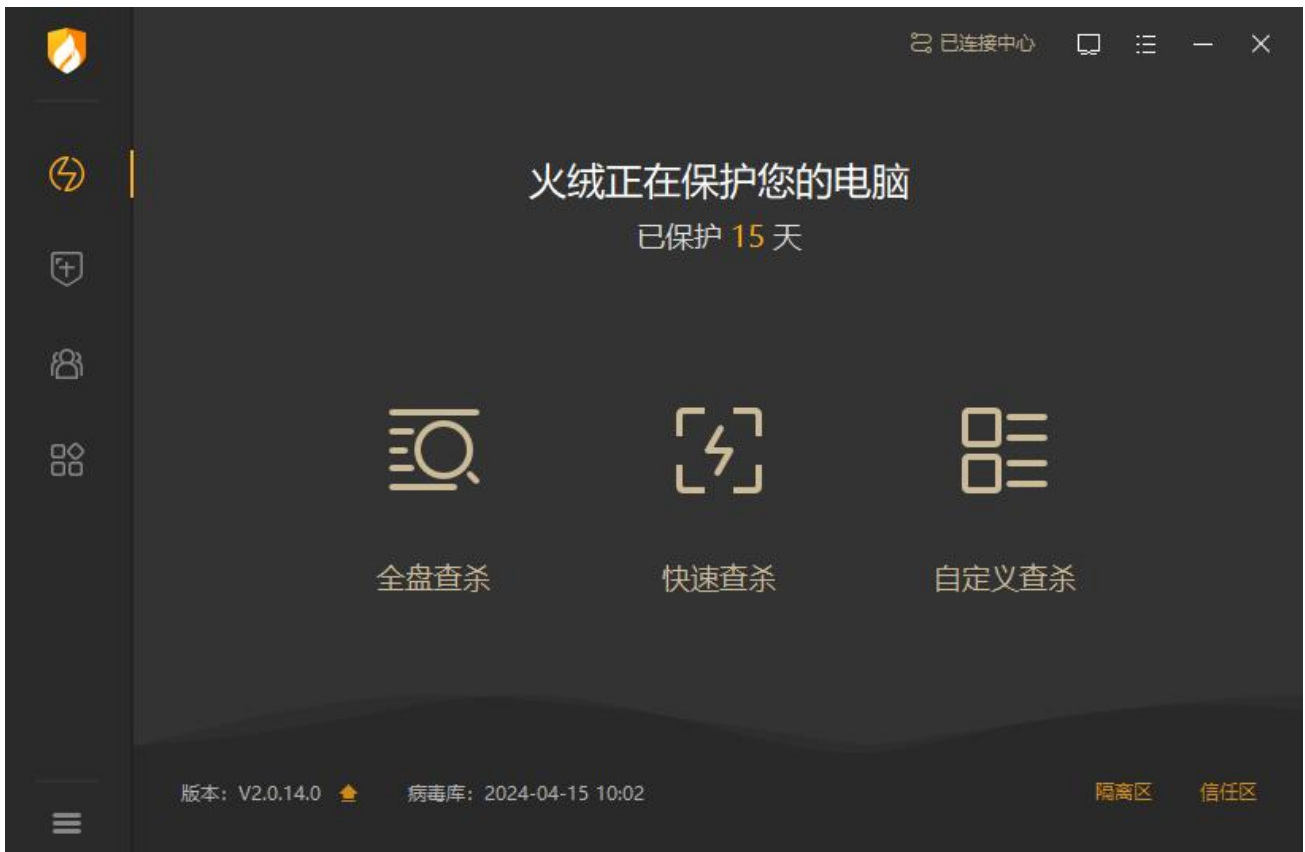 已连接中心
火绒正在保护您的电脑
已保护 15 天
全盘查杀 快速查杀 自定义查杀
版本：V2.0.14.0 病毒库：2024-04-15 10:02 隔离区 信任区